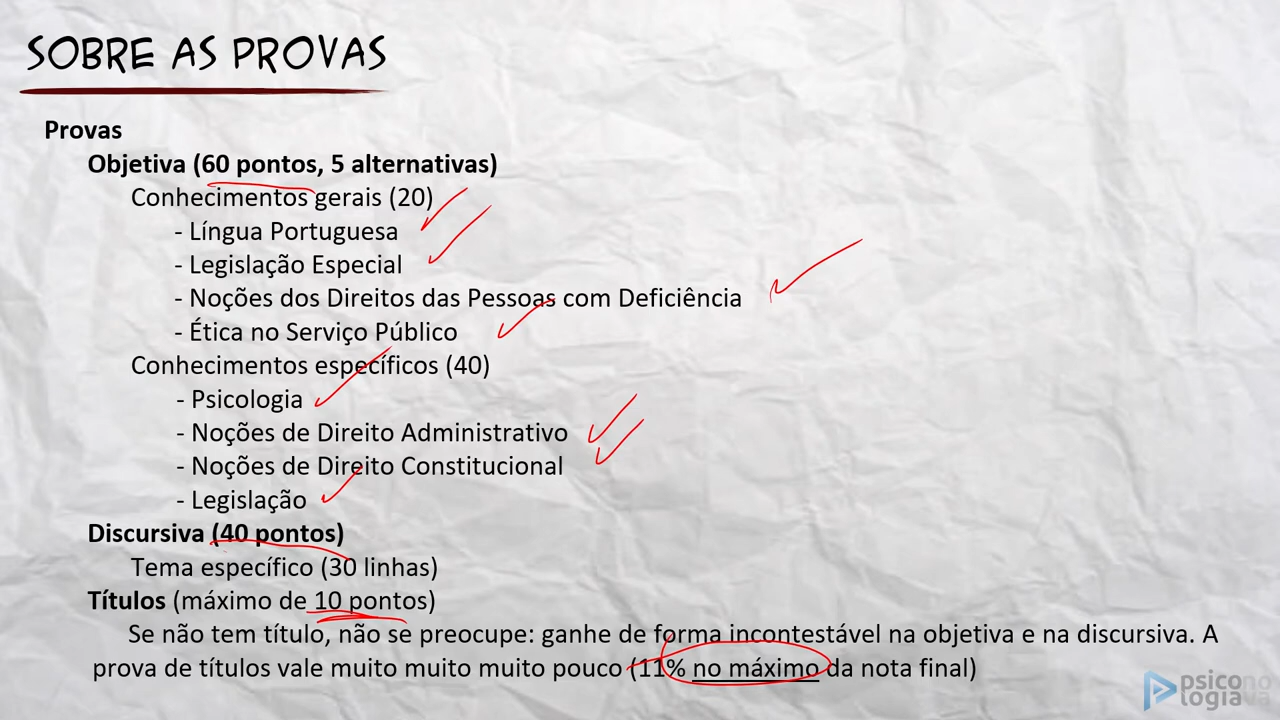 SOBRE AS PROVAS
Provas
Objetiva (60 pontos, 5 alternativas)
Conhecimentos gerais (20)
- Língua Portuguesa
- Legislação Especial
- Noções dos Direitos das Pessoas com Deficiência
- Ética no Serviço Público
Conhecimentos específicos (40)
- Psicologia
- Noções de Direito Administrativo
- Noções de Direito Constitucional
- Legislação
Discursiva (40 pontos)
Tema específico (30 linhas)
Títulos (máximo de 10 pontos)
Se não tem título, não se preocupe: ganhe de forma incontestável na objetiva e na discursiva. A
prova de títulos vale muito muito muito pouco (11% no máximo da nota final)
psicono
logiava